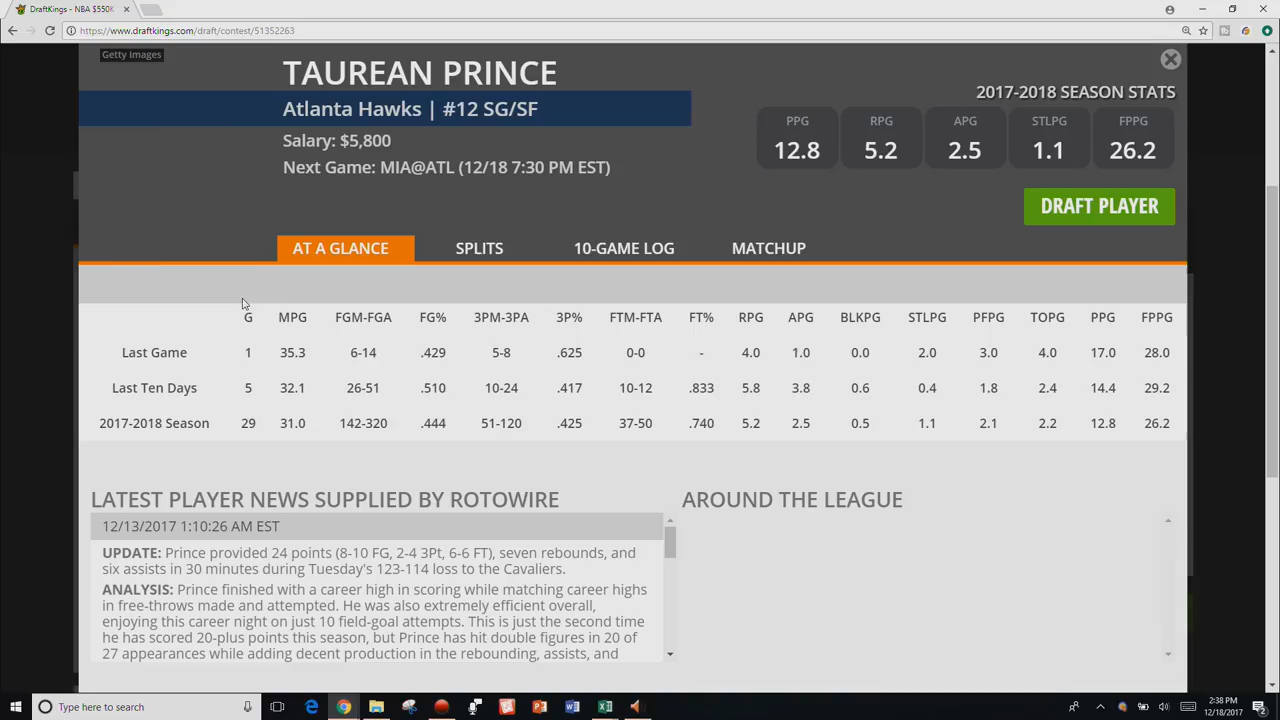 DraftKings - NBA $550K
https://www.draftkings.com/draft/contest/51352263
Getty Images
TAUREAN PRINCE
Atlanta Hawks | #12 SG/SF
Salary: $5,800
Next Game: MIA@ATL (12/18 7:30 PM EST)
2017-2018 SEASON STATS
PPG RPG APG STLPG FPPG
12.8 5.2 2.5 1.1 26.2
DRAFT PLAYER
AT A GLANCE SPLITS 10-GAME LOG MATCHUP
G MPG FGM-FGA FG% 3PM-3PA 3P% FTM-FTA FT% RPG APG BLKPG STLPG PFPG TOPG PPG FPPG
Last Game 1 35.3 6-14 .429 5-8 .625 0-0 - 4.0 1.0 0.0 2.0 3.0 4.0 17.0 28.0
Last Ten Days 5 32.1 26-51 .510 10-24 .417 10-12 .833 5.8 3.8 0.6 0.4 1.8 2.4 14.4 29.2
2017-2018 Season 29 31.0 142-320 .444 51-120 .425 37-50 .740 5.2 2.5 0.5 1.1 2.1 2.2 12.8 26.2
LATEST PLAYER NEWS SUPPLIED BY ROTOWIRE
12/13/2017 1:10:26 AM EST
UPDATE: Prince provided 24 points (8-10 FG, 2-4 3Pt, 6-6 FT), seven rebounds, and
six assists in 30 minutes during Tuesday's 123-114 loss to the Cavaliers.
ANALYSIS: Prince finished with a career high in scoring while matching career highs
in free-throws made and attempted. He was also extremely efficient overall,
enjoying this career night on just 10 field-goal attempts. This is just the second time
he has scored 20-plus points this season, but Prince has hit double figures in 20 of
27 appearances while adding decent production in the rebounding, assists, and
AROUND THE LEAGUE
Type here to search
2:38 PM
12/18/2017